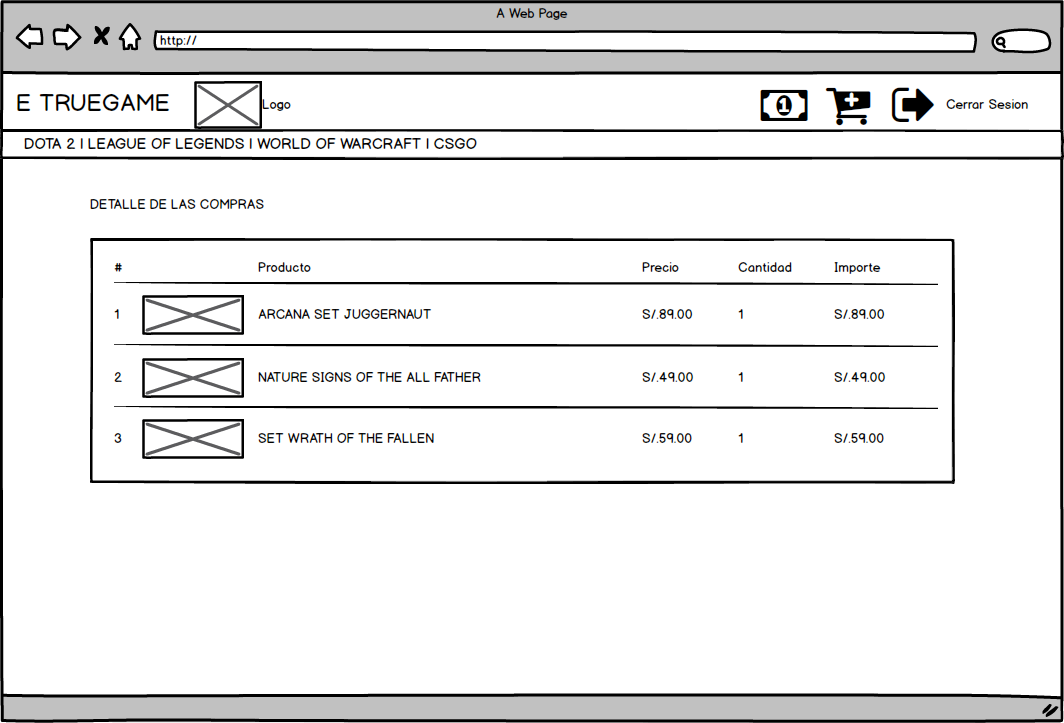 A Web Page
http://
E TRUEGAME Logo Cerrar Sesion
DOTA 2 | LEAGUE OF LEGENDS | WORLD OF WARCRAFT | CSGO
DETALLE DE LAS COMPRAS
# Producto Precio Cantidad Importe
1 ARCANA SET JUGGERNAUT S/.89.00 1 S/.89.00
2 NATURE SIGNS OF THE ALL FATHER S/.49.00 1 S/.49.00
3 SET WRATH OF THE FALLEN S/.59.00 1 S/.59.00